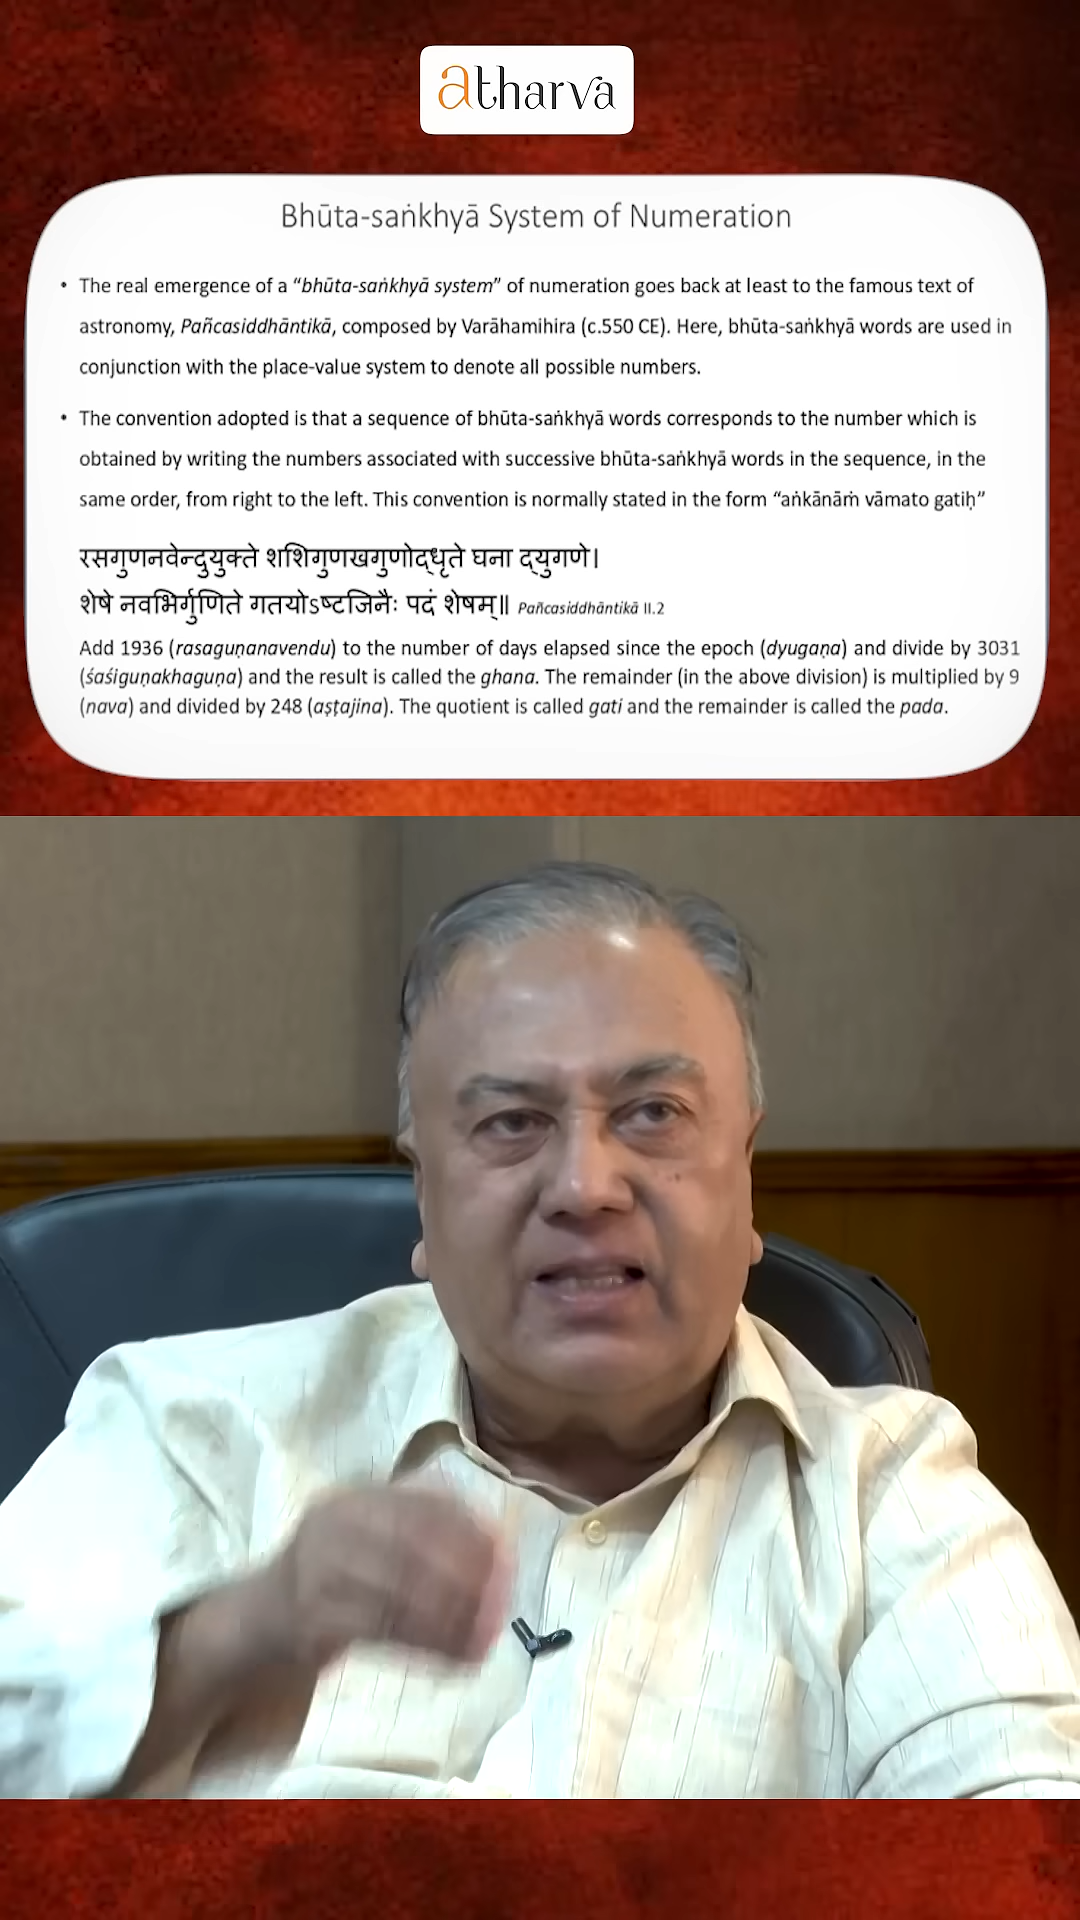 atharva
Bhūta-saṅkhyā System of Numeration
• The real emergence of a “bhūta-saṅkhyā system” of numeration goes back at least to the famous text of
astronomy, Pañcasiddhāntikā, composed by Varāhamihira (c.550 CE). Here, bhūta-saṅkhyā words are used in
conjunction with the place-value system to denote all possible numbers.
• The convention adopted is that a sequence of bhūta-saṅkhyā words corresponds to the number which is
obtained by writing the numbers associated with successive bhūta-saṅkhyā words in the sequence, in the
same order, from right to the left. This convention is normally stated in the form “aṅkānāṁ vāmato gatiḥ”
रसगुणनवेन्दुयुक्ते शशिगुणखगुणोद्धृते घना द्युगणे।
शेषे नवभिर्गुणिते गतयोऽष्टजिनैः पदं शेषम्॥ Pañcasiddhāntikā II.2
Add 1936 (rasaguṇanavendu) to the number of days elapsed since the epoch (dyugaṇa) and divide by 3031
(śaśiguṇakhaguṇa) and the result is called the ghana. The remainder (in the above division) is multiplied by 9
(nava) and divided by 248 (aṣṭajina). The quotient is called gati and the remainder is called the pada.